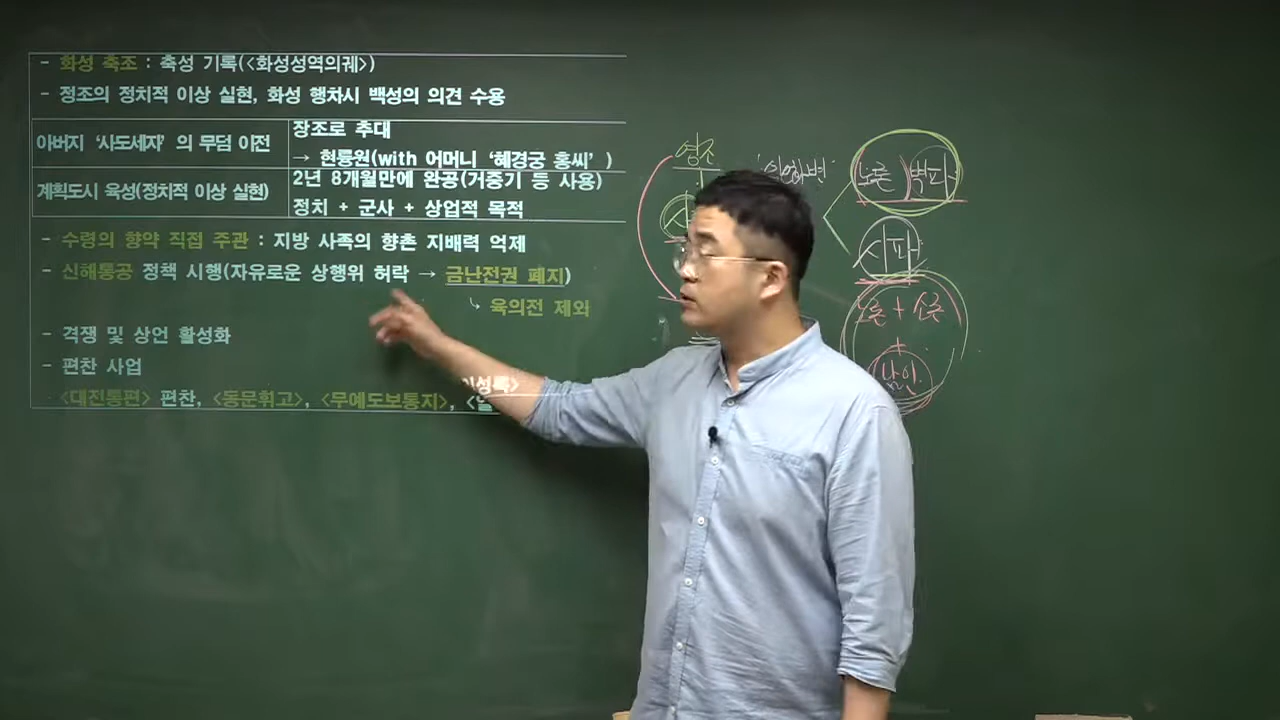 - 화성 축조 : 축성 기록(<화성성역의궤>)
- 정조의 정치적 이상 실현, 화성 행차시 백성의 의견 수용
아버지 ‘사도세자’의 무덤 이전
장조로 추대
→ 현륭원(with 어머니 ‘혜경궁 홍씨’)
계획도시 육성(정치적 이상 실현)
2년 8개월만에 완공(거중기 등 사용)
정치 + 군사 + 상업적 목적
- 수령의 향약 직접 주관 : 지방 사족의 향촌 지배력 억제
- 신해통공 정책 시행(자유로운 상행위 허락 → 금난전권 폐지)
↳ 육의전 제외
- 격쟁 및 상언 활성화
- 편찬 사업
<대전통편> 편찬, <동문휘고>, <무예도보통지>, <일성록>
영조
노론 벽파
시파
노론 + 소론
+
남인